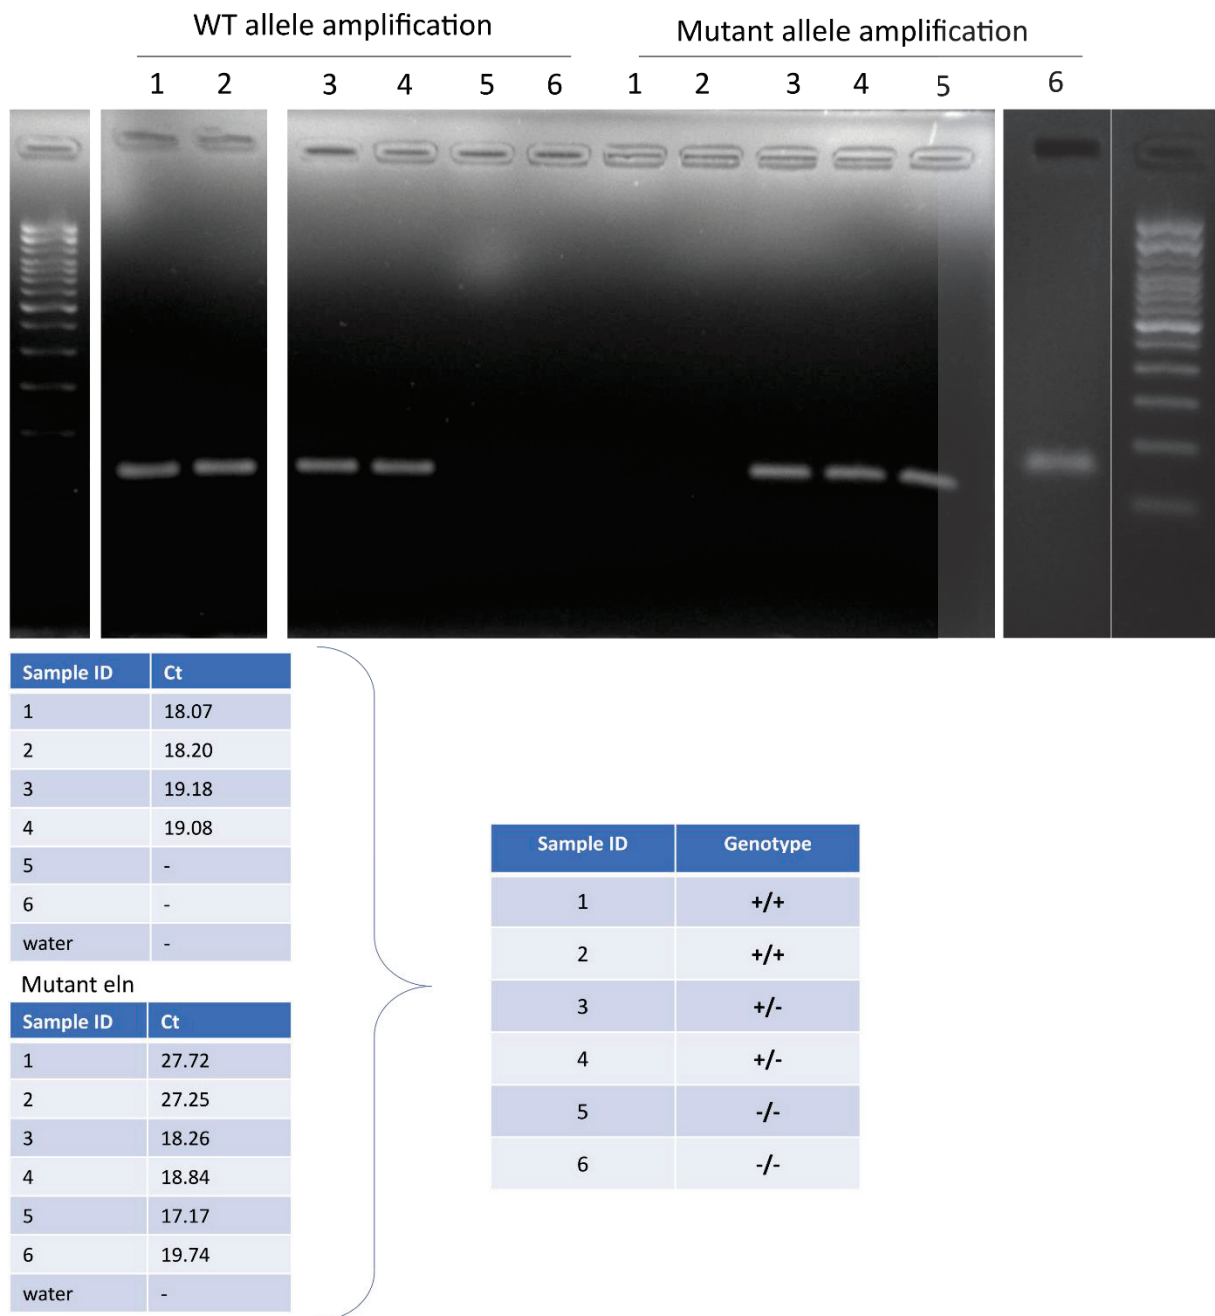 WT allele amplification
Mutant allele amplification
1 2 3 4 5 6 1 2 3 4 5 6
Sample ID Ct
1 18.07
2 18.20
3 19.18
4 19.08
5 -
6 -
water -
Mutant eln
Sample ID Ct
1 27.72
2 27.25
3 18.26
4 18.84
5 17.17
6 19.74
water -
Sample ID Genotype
1 +/+
2 +/+
3 +/-
4 +/-
5 -/-
6 -/-